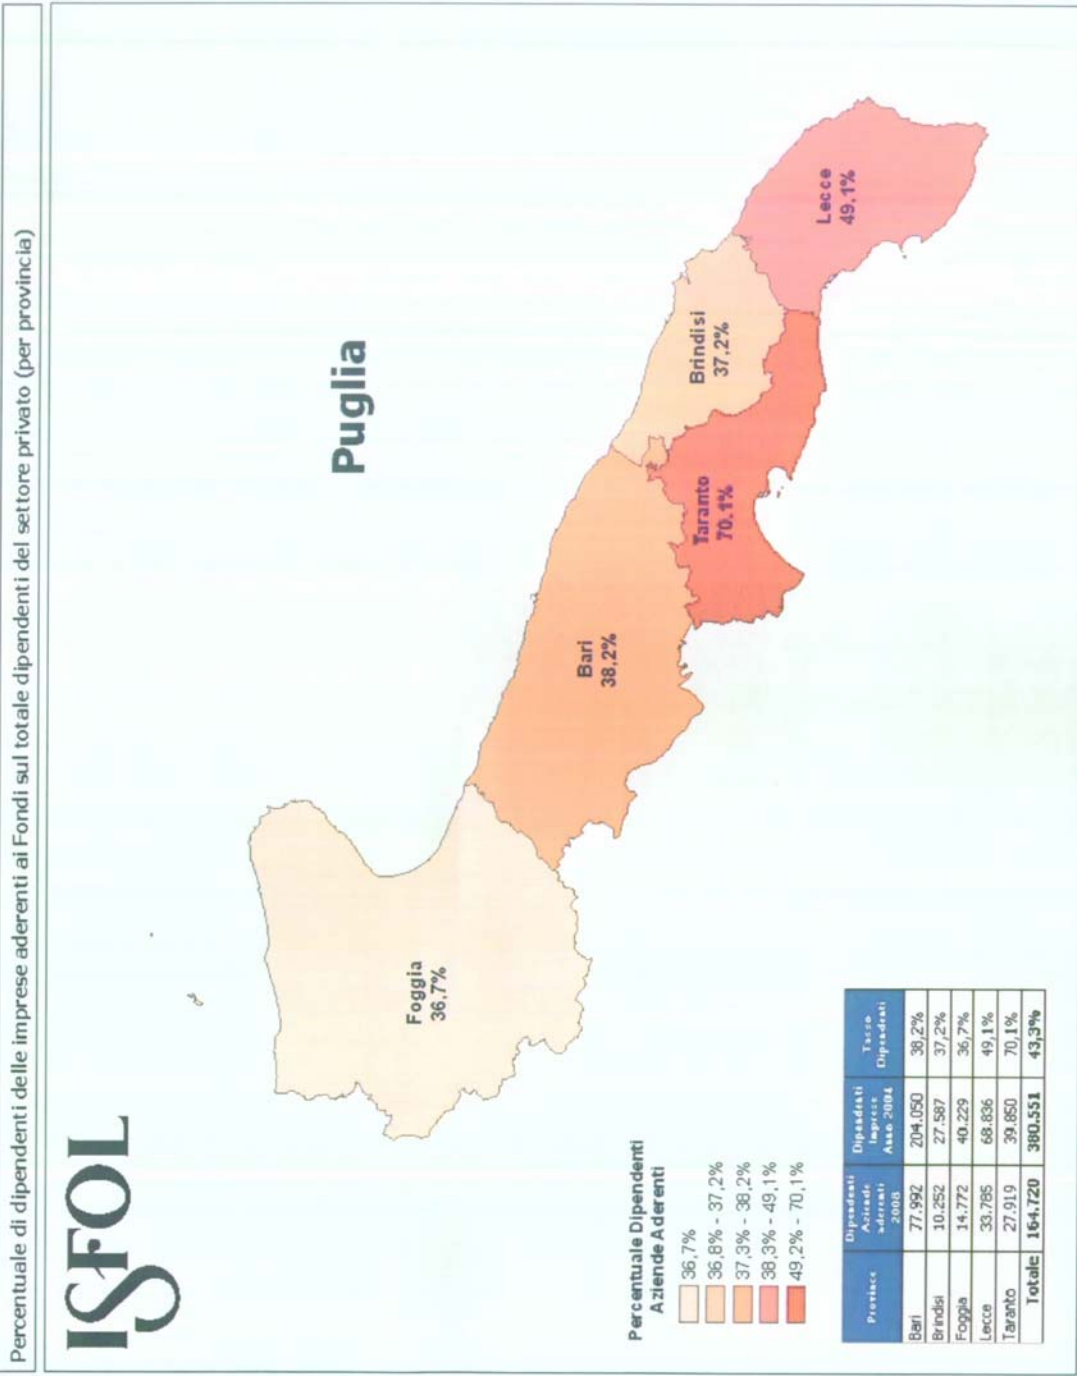 Percentuale di dipendenti delle imprese aderenti ai Fondi sul totale dipendenti del settore privato (per provincia)
ISFOL
Puglia
Foggia
36,7%
Bari
38,2%
Taranto
70,1%
Brindisi
37,2%
Lecce
49,1%
Percentuale Dipendenti
Aziende Aderenti
36,7%
36,8% - 37,2%
37,3% - 38,2%
38,3% - 49,1%
49,2% - 70,1%
Province Dipendenti Aziende aderenti 2008 Dipendenti Imprese Anno 2004 Tasso Dipendenti
Bari 77.992 204.050 38,2%
Brindisi 10.252 27.587 37,2%
Foggia 14.772 40.229 36,7%
Lecce 33.785 68.836 49,1%
Taranto 27.919 39.850 70,1%
Totale 164.720 380.551 43,3%